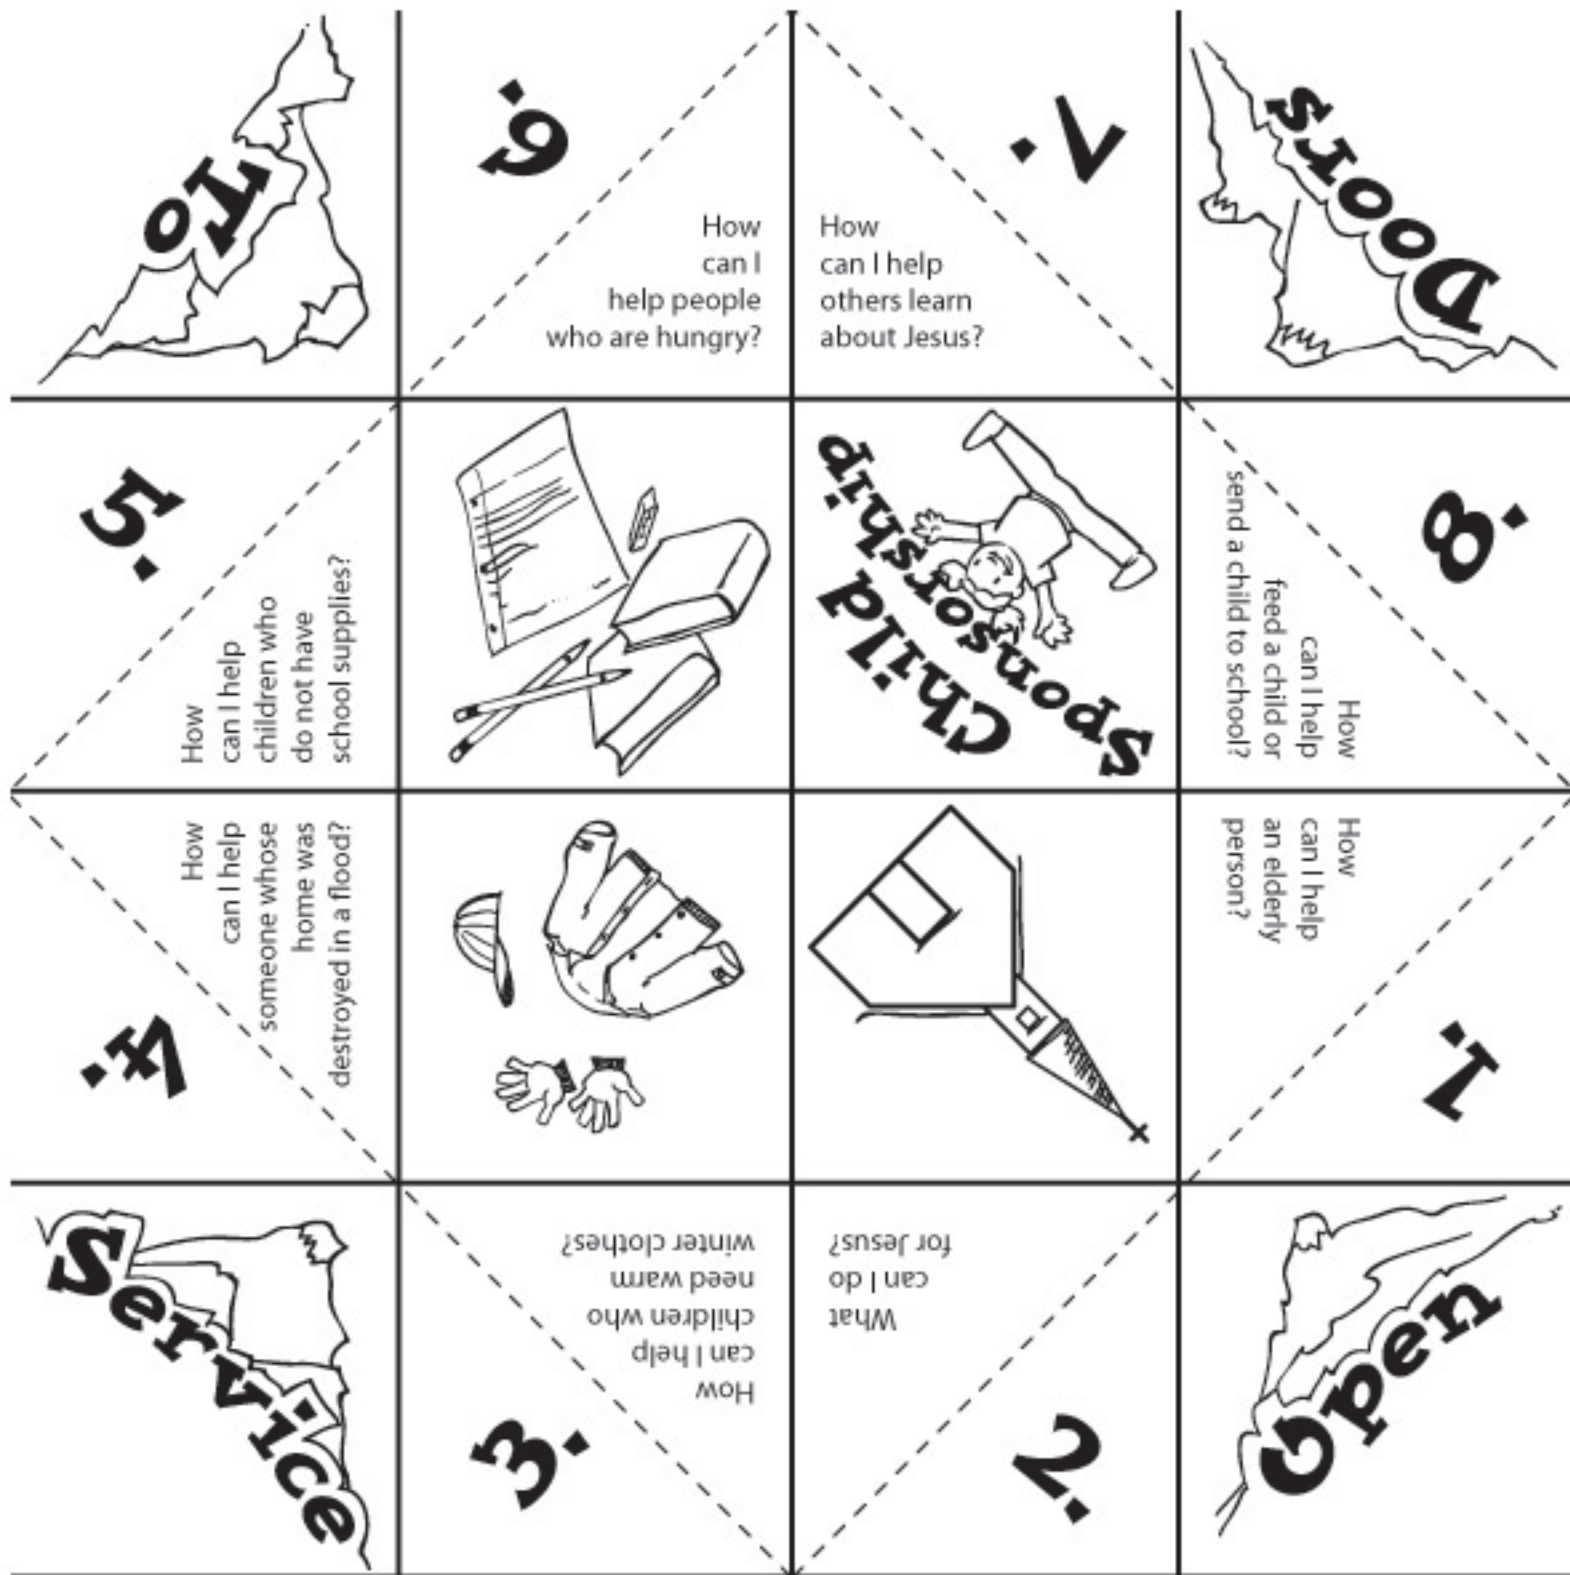 To
6.
How
can I
help people
who are hungry?
7.
How
can I help
others learn
about Jesus?
Doors
5.
How
can I help
children who
do not have
school supplies?
Child
Sponsorship
8.
How
can I help
feed a child or
send a child to school?
4.
How
can I help
someone whose
home was
destroyed in a flood?
How
can I help
an elderly
person?
1.
Service
3.
How
can I help
children who
need warm
winter clothes?
2.
What
can I do
for Jesus?
Open